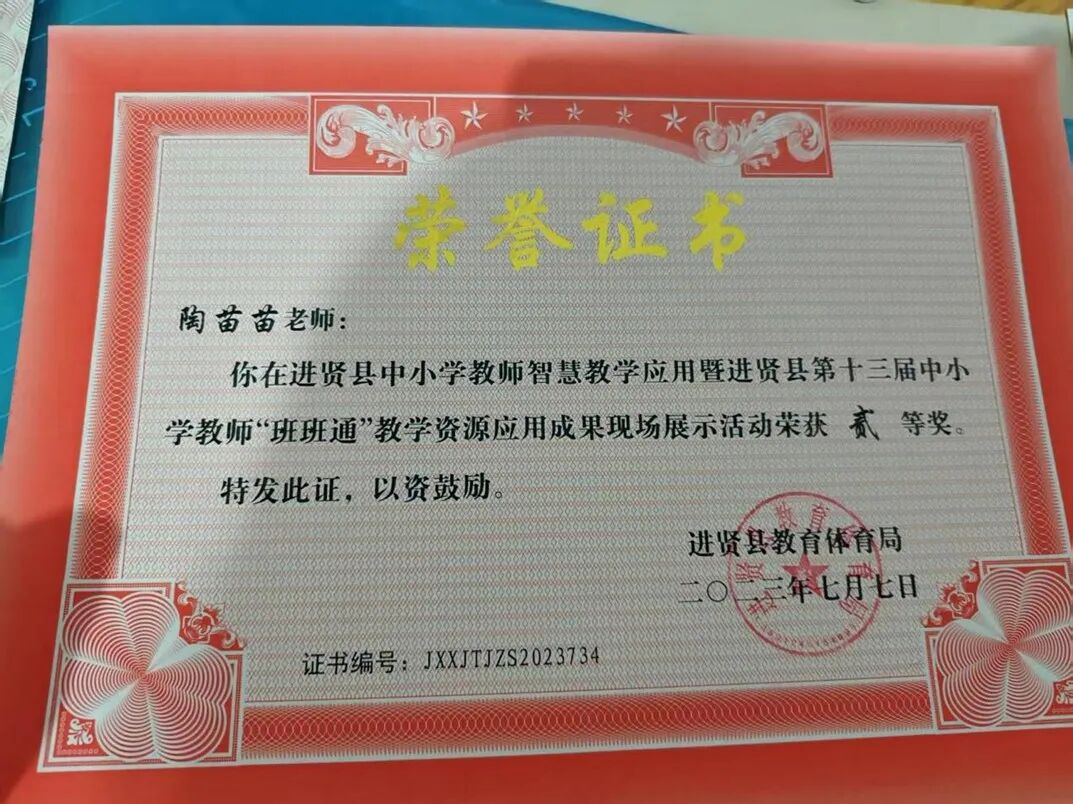 荣誉证书
陶苗苗老师：
你在进贤县中小学教师智慧教学应用暨进贤县第十三届中小
学教师“班班通”教学资源应用成果现场展示活动荣获 贰 等奖。
特发此证，以资鼓励。
进贤县教育体育局
二〇二三年七月七日
证书编号：JXXJTJZS2023734